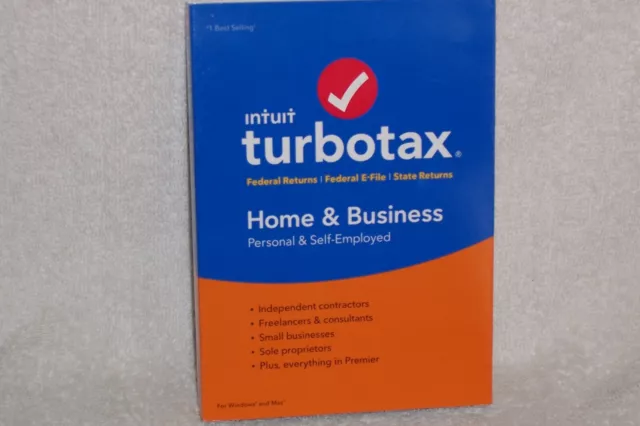 #1 Best Selling¹
intuit
turbotax®
Federal Returns | Federal E-File | State Returns
Home & Business
Personal & Self-Employed
• Independent contractors
• Freelancers & consultants
• Small businesses
• Sole proprietors
• Plus, everything in Premier
For Windows® and Mac®